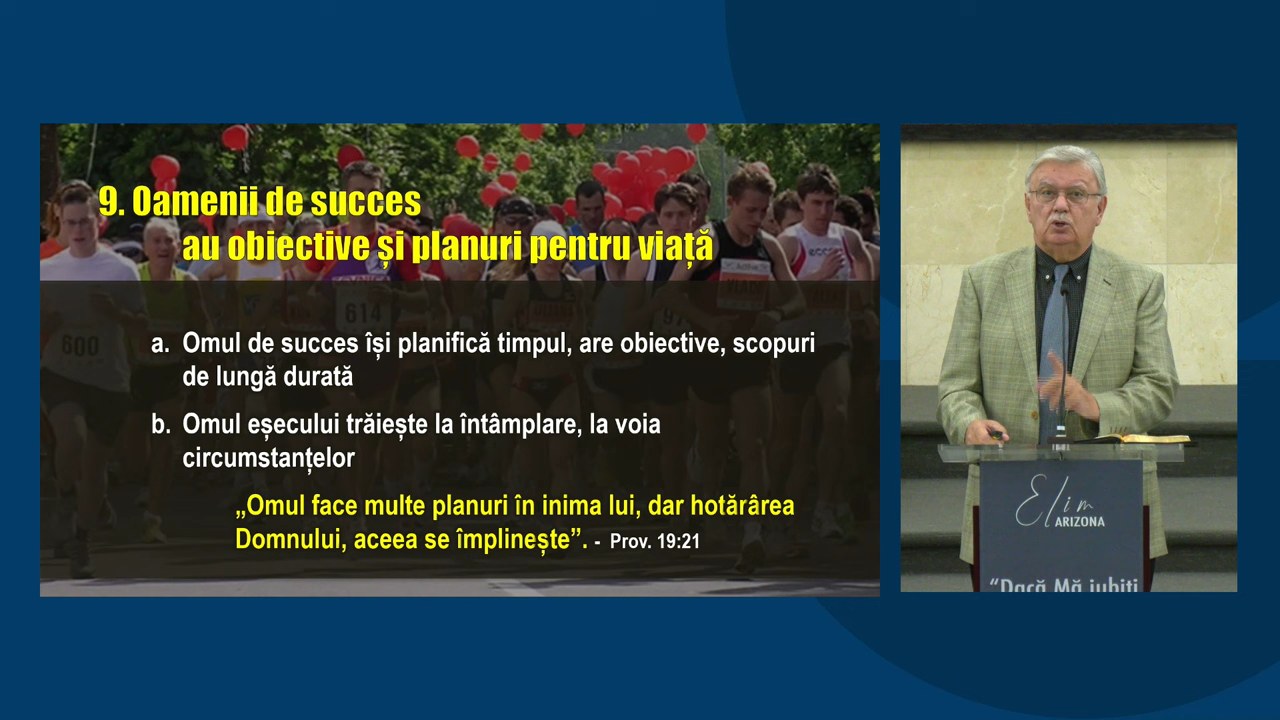 9. Oamenii de succes
au obiective și planuri pentru viață
a. Omul de succes își planifică timpul, are obiective, scopuri
de lungă durată
b. Omul eșecului trăiește la întâmplare, la voia
circumstanțelor
„Omul face multe planuri în inima lui, dar hotărârea
Domnului, aceea se împlinește”. - Prov. 19:21
600
614
Elim
ARIZONA
“Dacă Mă iubiți